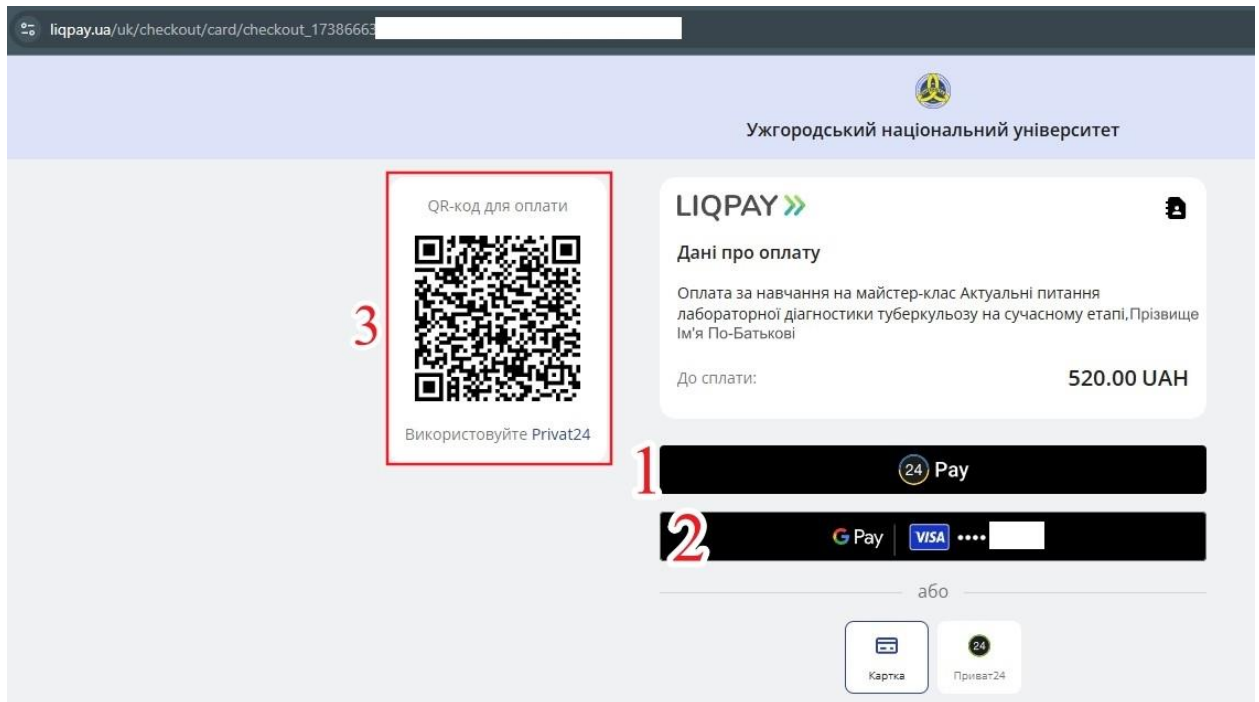 liqpay.ua/uk/checkout/card/checkout_17386663
Ужгородський національний університет
QR-код для оплати
3
Використовуйте Privat24
LIQPAY
Дані про оплату
Оплата за навчання на майстер-клас Актуальні питання
лабораторної діагностики туберкульозу на сучасному етапі,Прізвище
Ім'я По-Батькові
До сплати:
520.00 UAH
1
24 Pay
2
G Pay VISA ••••
або
Картка
24
Приват24